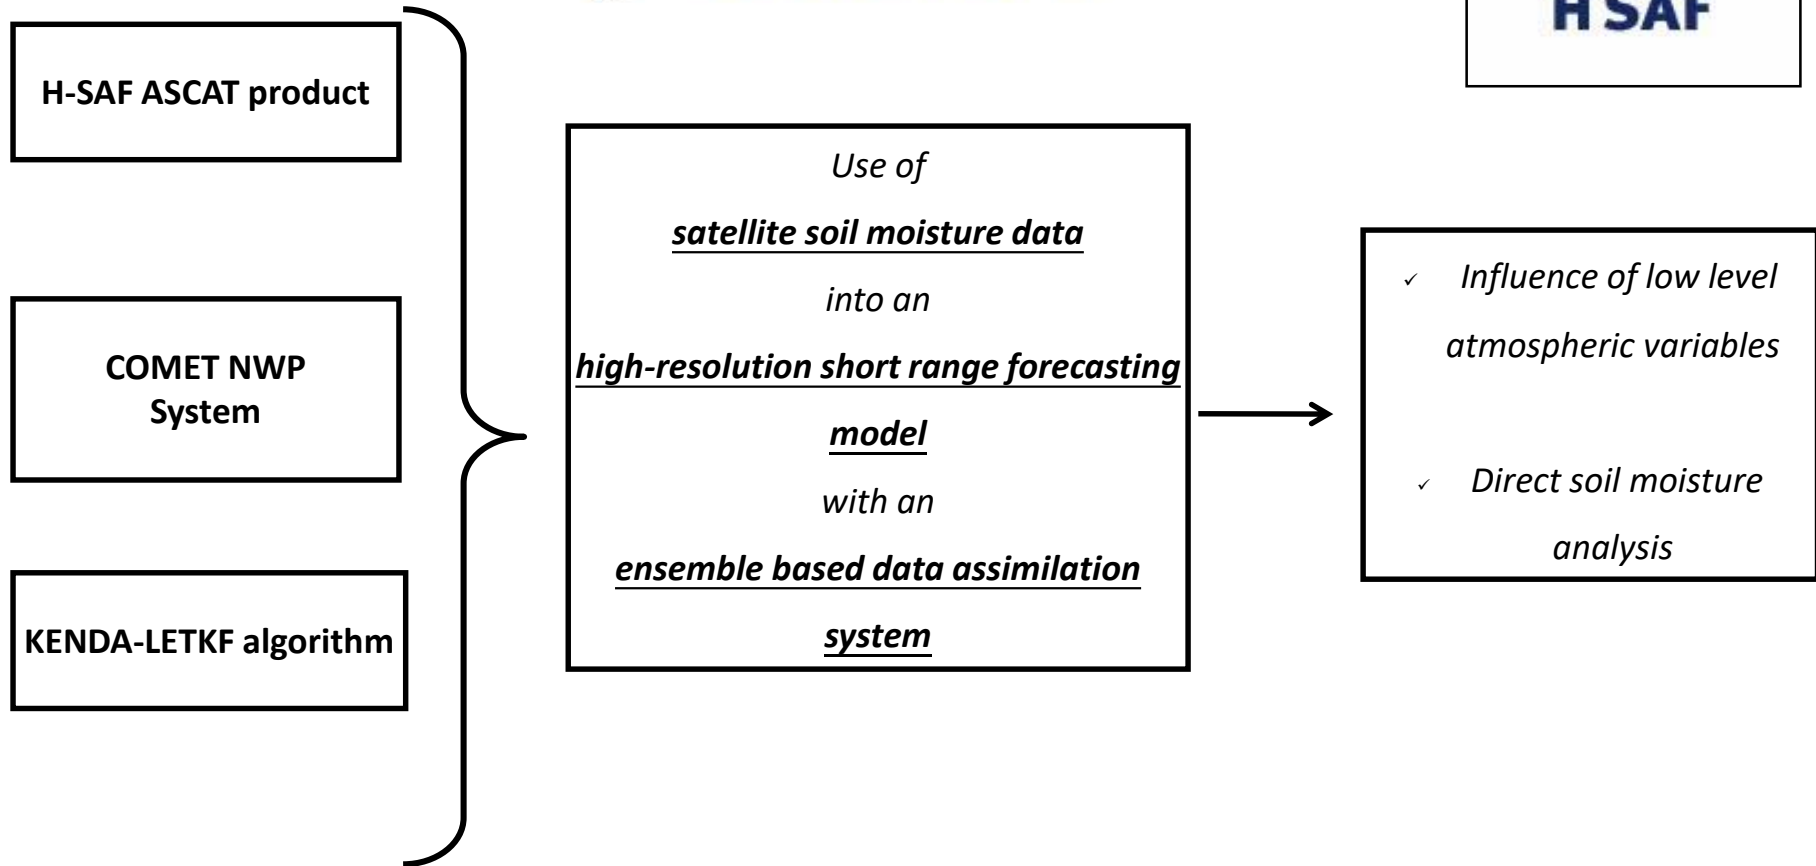 H SAF
H-SAF ASCAT product
COMET NWP
System
KENDA-LETKF algorithm
Use of
satellite soil moisture data
into an
high-resolution short range forecasting
model
with an
ensemble based data assimilation
system
✓ Influence of low level
atmospheric variables
✓ Direct soil moisture
analysis